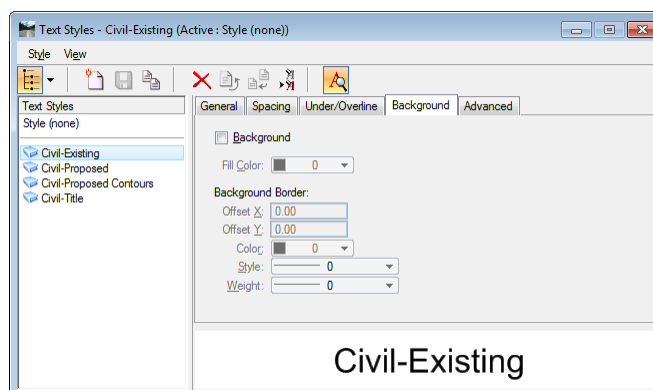 Text Styles - Civil-Existing (Active : Style (none))
Style View
Text Styles
Style (none)
Civil-Existing
Civil-Proposed
Civil-Proposed Contours
Civil-Title
General Spacing Under/Overline Background Advanced
Background
Fill Color: 0
Background Border:
Offset X: 0.00
Offset Y: 0.00
Color: 0
Style: 0
Weight: 0
Civil-Existing